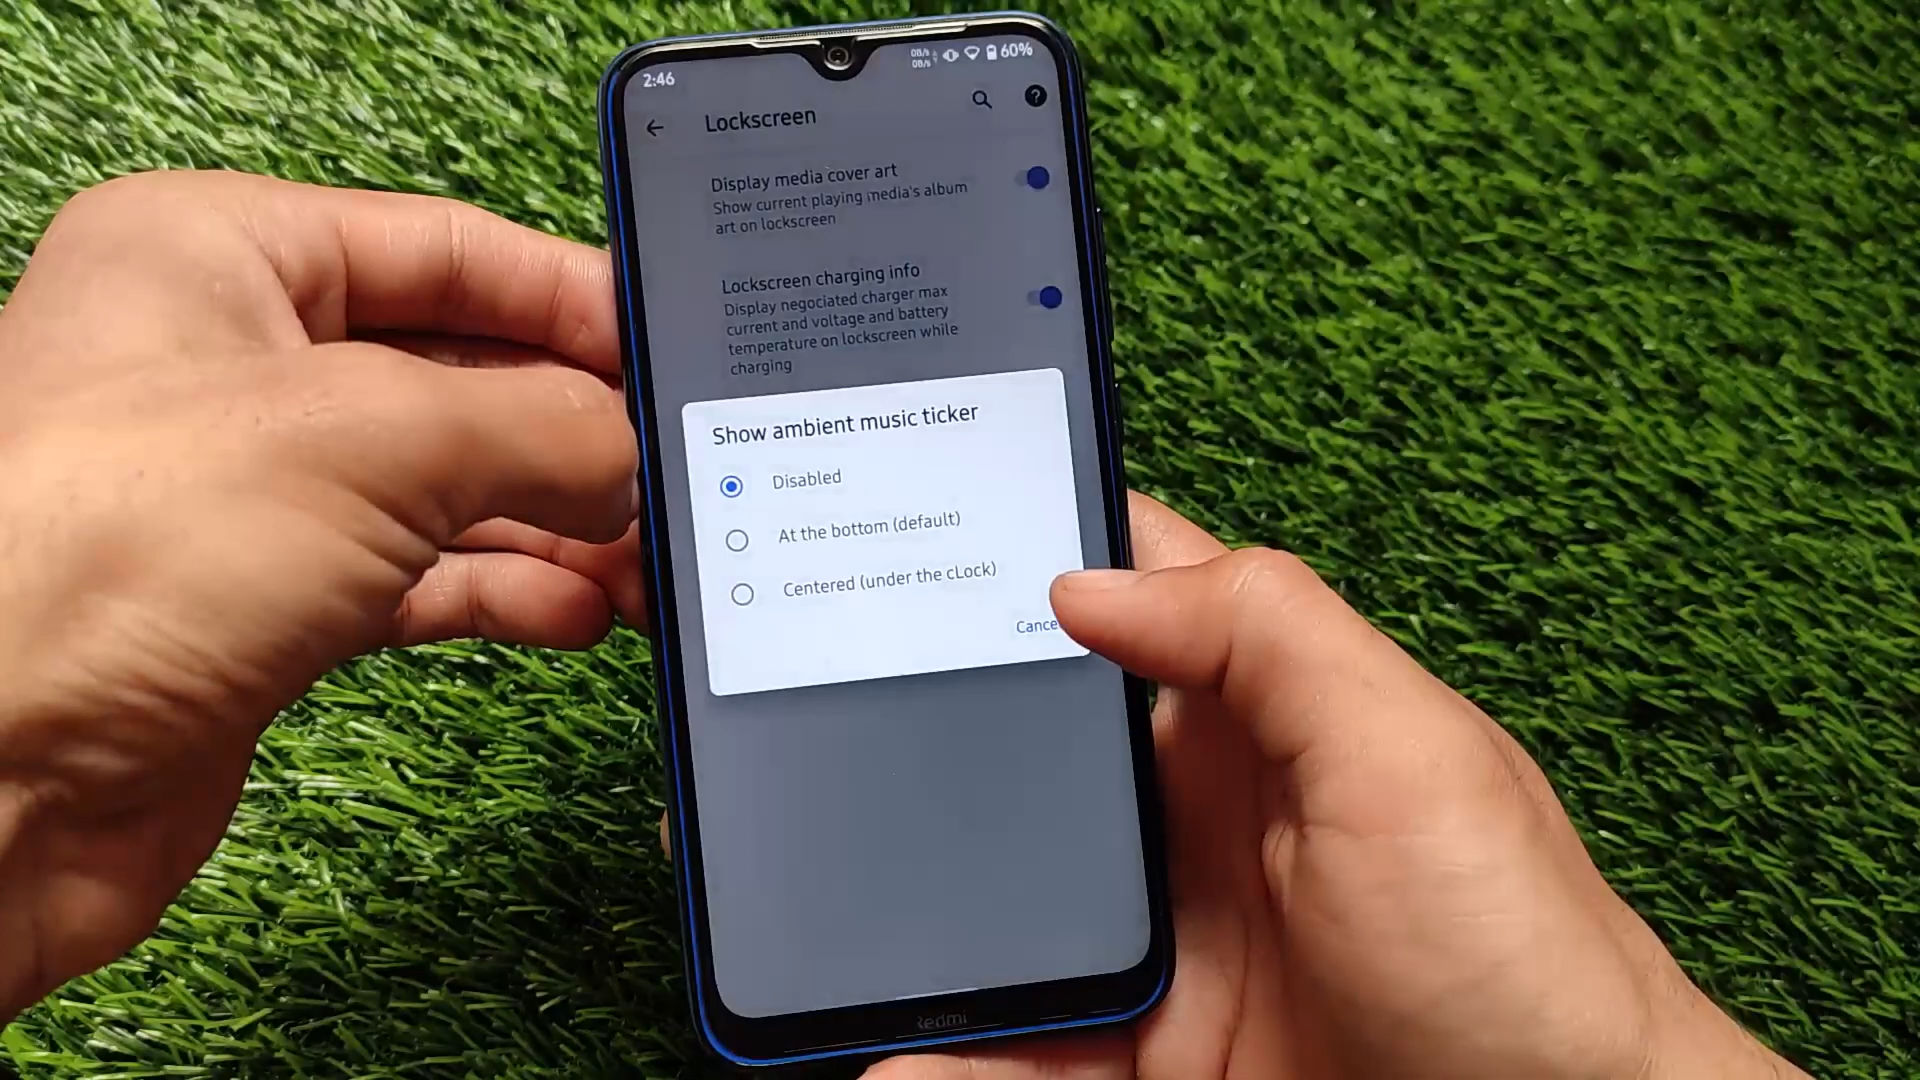 2:46
0B/s
0B/s
60%
Lockscreen
Display media cover art
Show current playing media's album
art on lockscreen
Lockscreen charging info
Display negociated charger max
current and voltage and battery
temperature on lockscreen while
charging
Show ambient music ticker
Disabled
At the bottom (default)
Centered (under the cLock)
Cance
Redmi